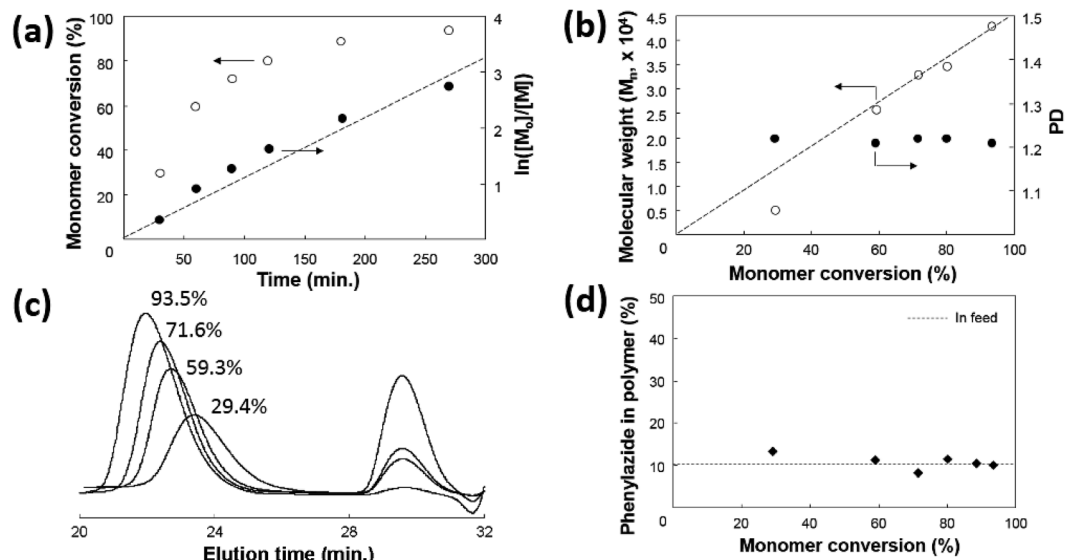 (a)
Monomer conversion (%)
100
80
60
40
20
0
4
3
2
1
ln([Mo]/[M])
50 100 150 200 250 300
Time (min.)
(b)
Molecular weight (Mn, x 10⁴)
4.5
4.0
3.5
3.0
2.5
2.0
1.5
1.0
0.5
0
1.5
1.4
1.3
1.2
1.1
PD
20 40 60 80 100
Monomer conversion (%)
(c)
93.5%
71.6%
59.3%
29.4%
20 24 28 32
Elution time (min.)
(d)
Phenylazide in polymer (%)
50
40
30
20
10
0
In feed
20 40 60 80 100
Monomer conversion (%)